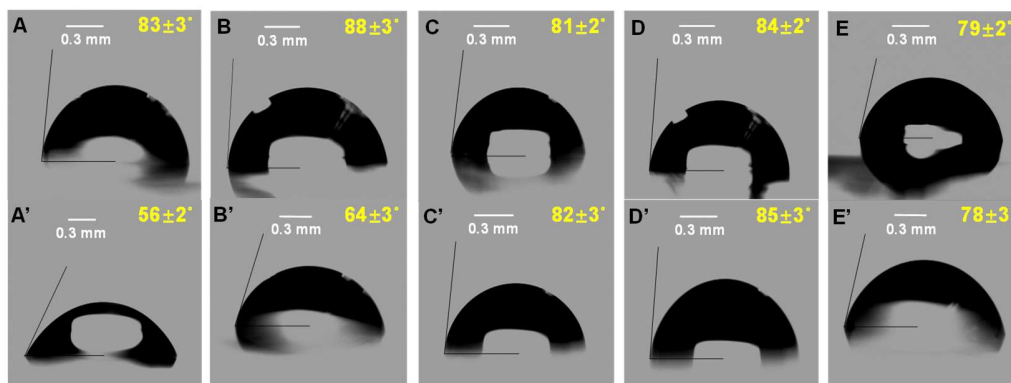 A 83±3°
0.3 mm
B 88±3°
0.3 mm
C 81±2°
0.3 mm
D 84±2°
0.3 mm
E 79±2°
0.3 mm
A' 56±2°
0.3 mm
B' 64±3°
0.3 mm
C' 82±3°
0.3 mm
D' 85±3°
0.3 mm
E' 78±3
0.3 mm